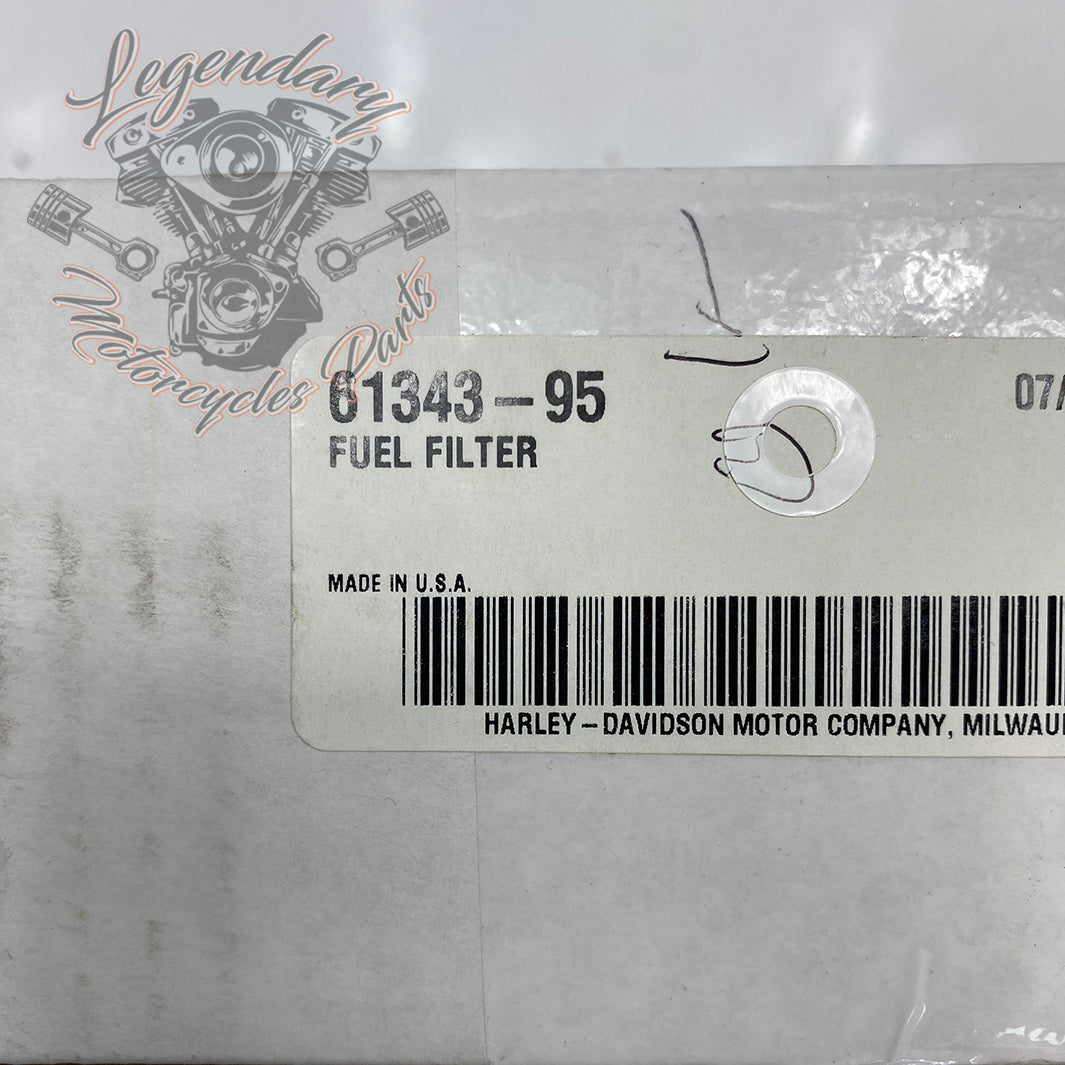 Legendary
Motorcycles Parts
61343-95
07/
FUEL FILTER
MADE IN U.S.A.
HARLEY-DAVIDSON MOTOR COMPANY, MILWAU